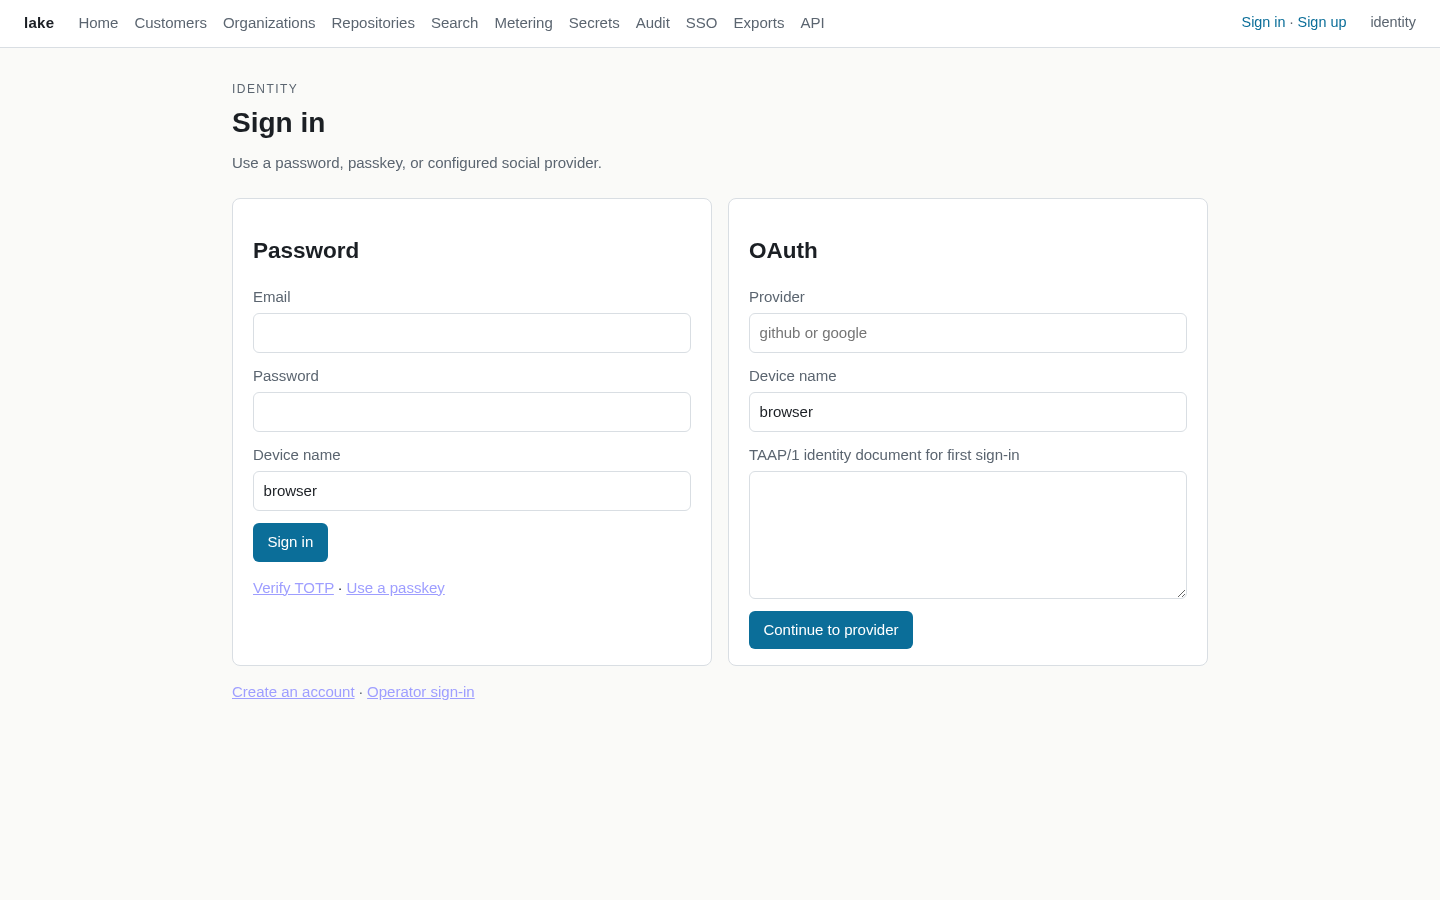 lake Home Customers Organizations Repositories Search Metering Secrets Audit SSO Exports API Sign in · Sign up identity
IDENTITY
Sign in
Use a password, passkey, or configured social provider.
Password
Email
Password
Device name
browser
Sign in
Verify TOTP · Use a passkey
OAuth
Provider
github or google
Device name
browser
TAAP/1 identity document for first sign-in
Continue to provider
Create an account · Operator sign-in